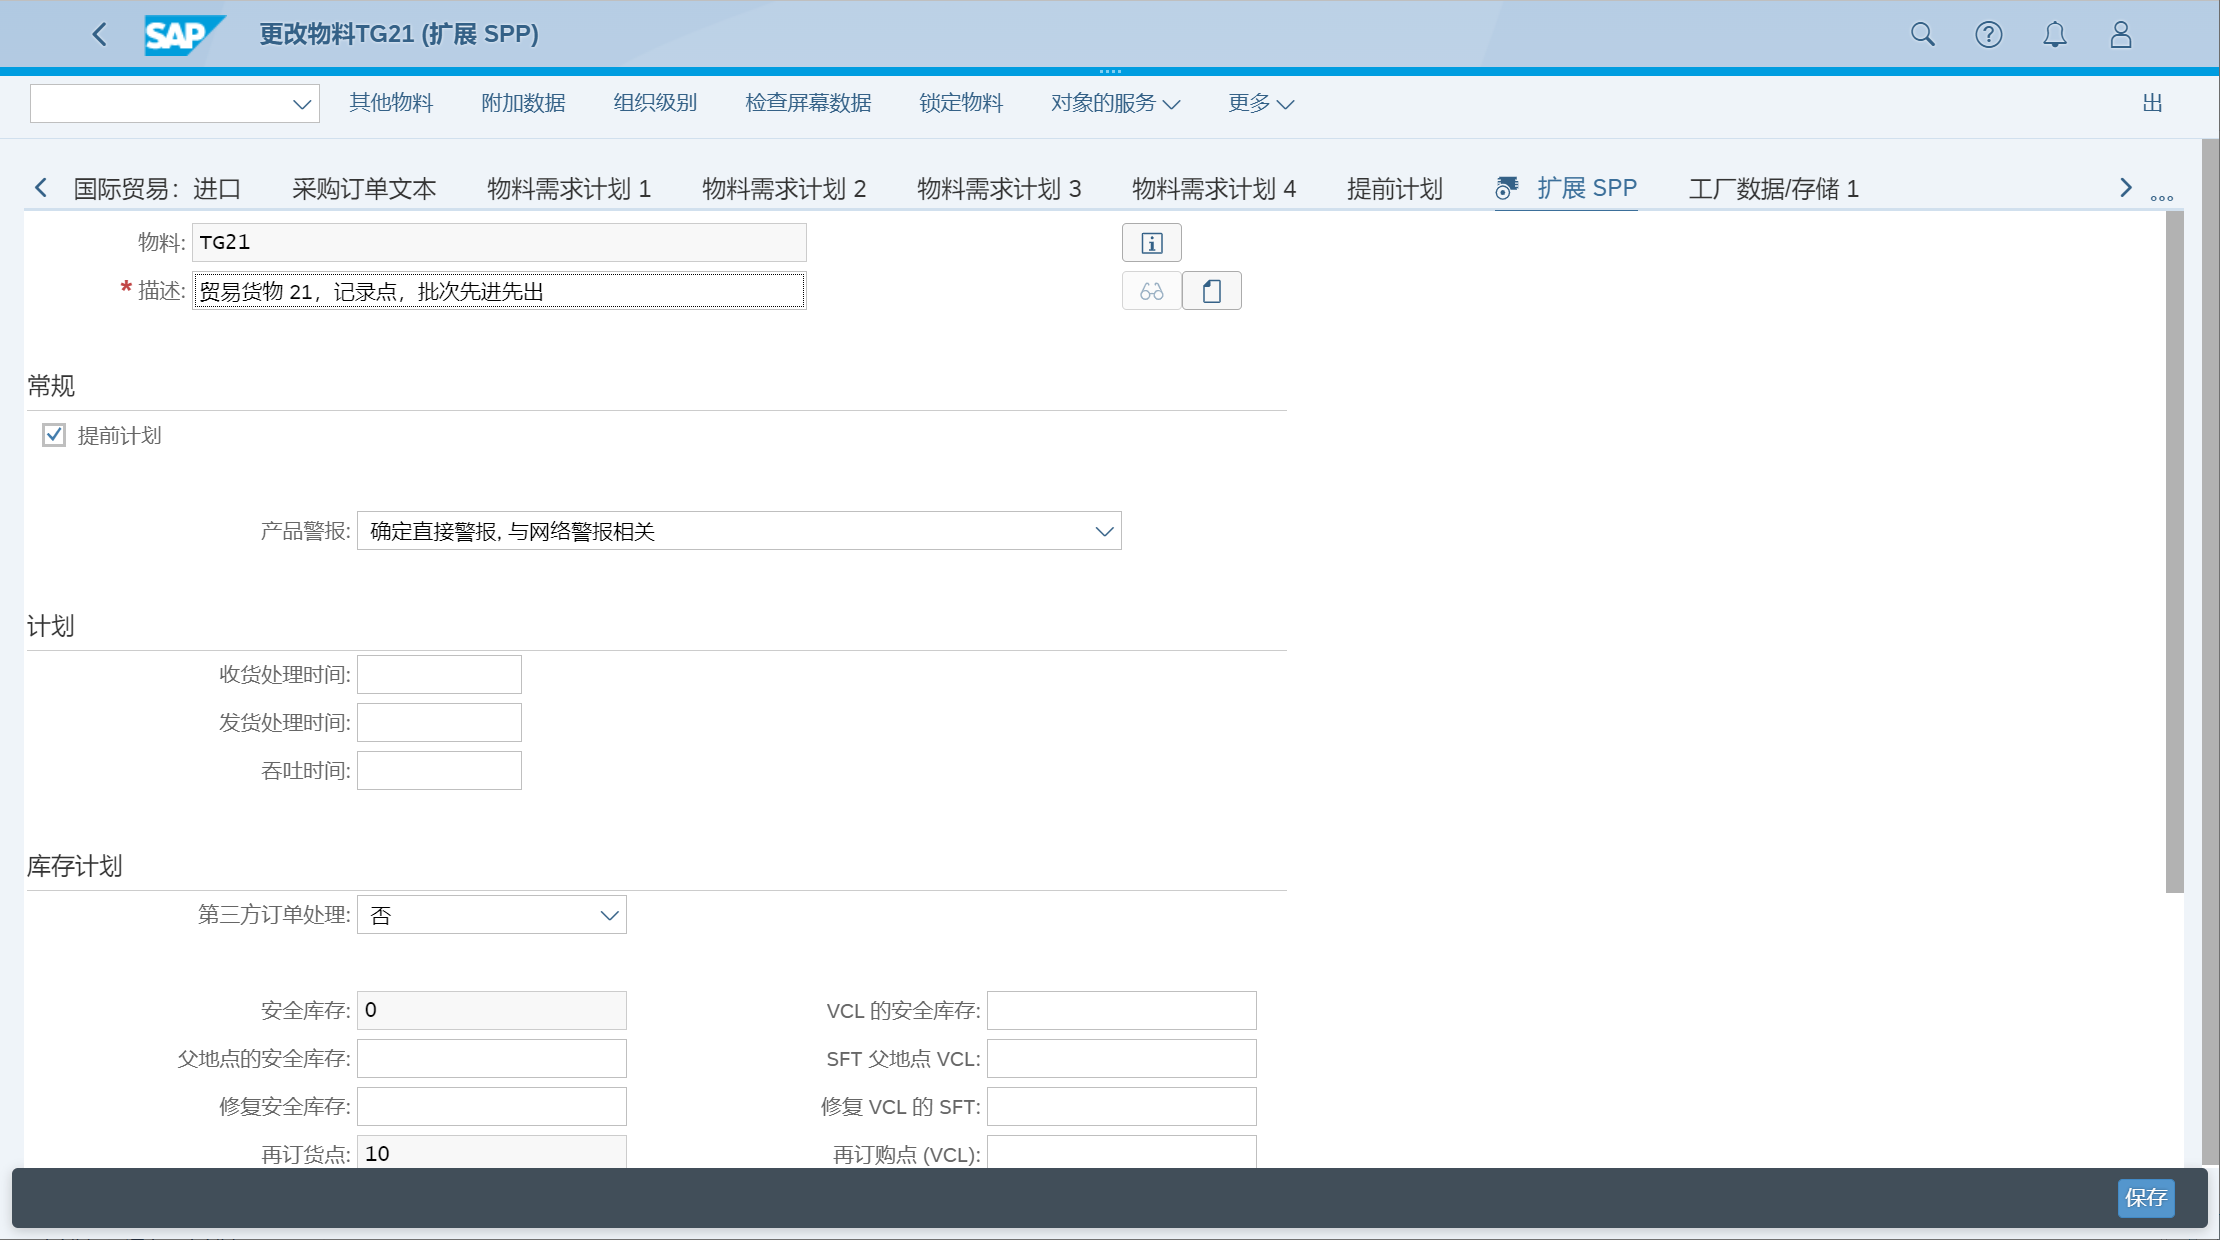 SAP 更改物料TG21 (扩展 SPP)
其他物料 附加数据 组织级别 检查屏幕数据 锁定物料 对象的服务 更多 出
国际贸易：进口 采购订单文本 物料需求计划 1 物料需求计划 2 物料需求计划 3 物料需求计划 4 提前计划 扩展 SPP 工厂数据/存储 1
物料: TG21
* 描述: 贸易货物 21，记录点，批次先进先出
常规
提前计划
产品警报: 确定直接警报, 与网络警报相关
计划
收货处理时间:
发货处理时间:
吞吐时间:
库存计划
第三方订单处理: 否
安全库存: 0 VCL 的安全库存:
父地点的安全库存: SFT 父地点 VCL:
修复安全库存: 修复 VCL 的 SFT:
再订货点: 10 再订购点 (VCL):
保存